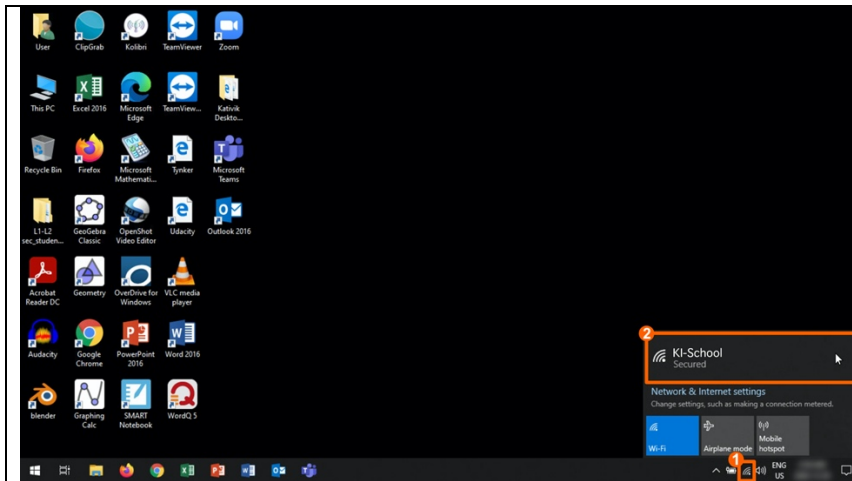 User
ClipGrab
Kolibri
TeamViewer
Zoom
This PC
Excel 2016
Microsoft
Edge
TeamView...
Kativik
Deskto...
Recycle Bin
Firefox
Microsoft
Mathemati...
Tynker
Microsoft
Teams
L1-L2
sec_studen...
GeoGebra
Classic
OpenShot
Video Editor
Udacity
Outlook 2016
Acrobat
Reader DC
Geometry
OverDrive for
Windows
VLC media
player
Audacity
Google
Chrome
PowerPoint
2016
Word 2016
blender
Graphing
Calc
SMART
Notebook
WordQ 5
2
KI-School
Secured
Network & Internet settings
Change settings, such as making a connection metered.
Wi-Fi
Airplane mode
Mobile
hotspot
1
ENG
US